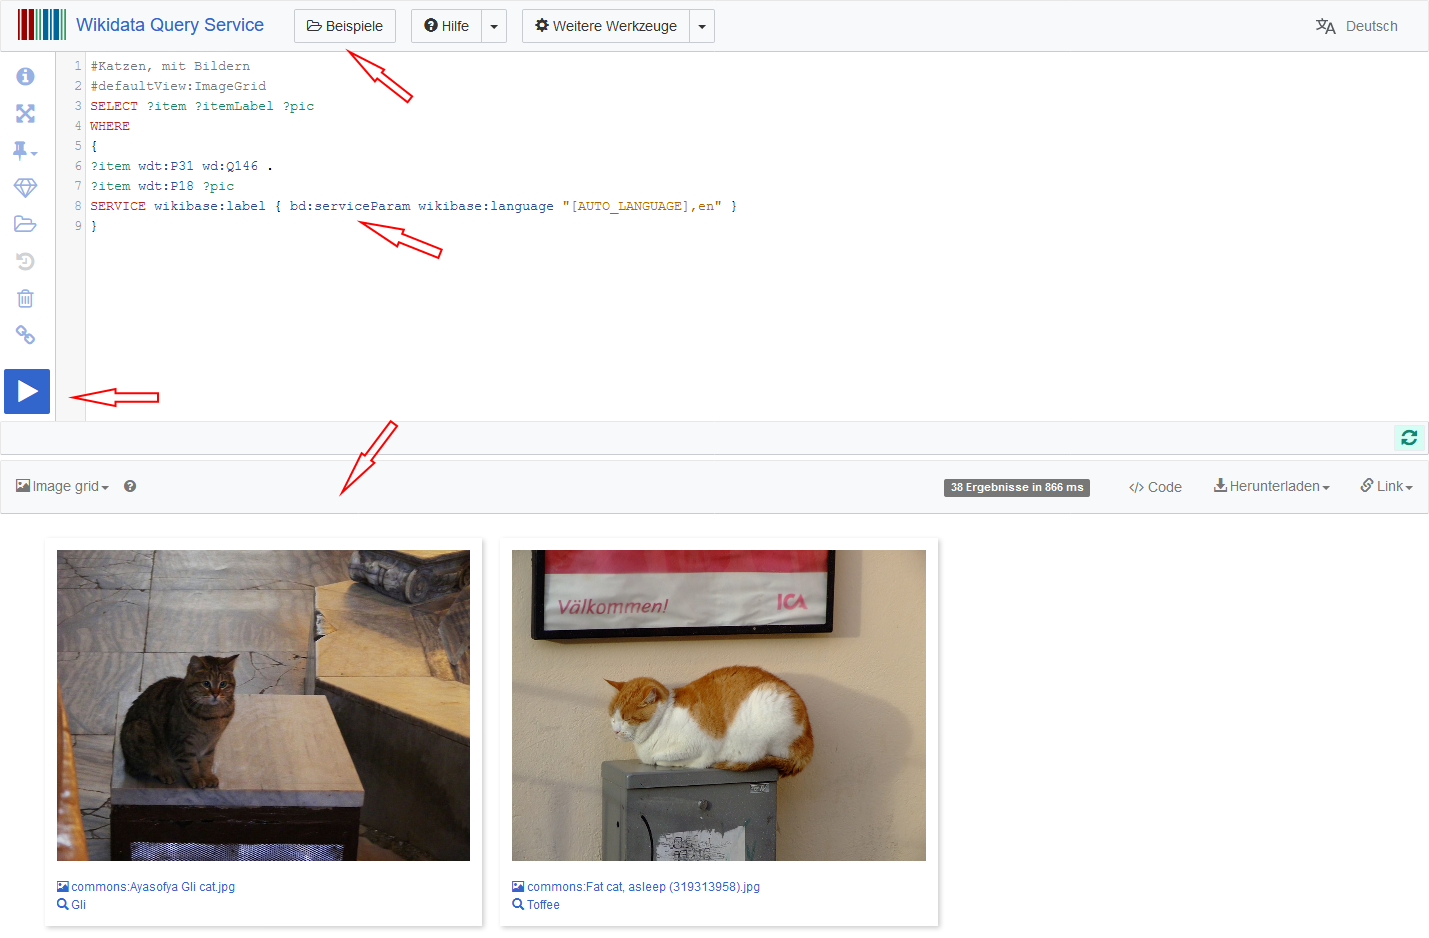 Wikidata Query Service Beispiele Hilfe Weitere Werkzeuge Deutsch
1 #Katzen, mit Bildern
2 #defaultView:ImageGrid
3 SELECT ?item ?itemLabel ?pic
4 WHERE
5 {
6 ?item wdt:P31 wd:Q146 .
7 ?item wdt:P18 ?pic
8 SERVICE wikibase:label { bd:serviceParam wikibase:language "[AUTO_LANGUAGE],en" }
9 }
Image grid 38 Ergebnisse in 866 ms </> Code Herunterladen Link
Välkommen! ICA
commons:Ayasofya Gli cat.jpg
Gli
commons:Fat cat, asleep (319313958).jpg
Toffee